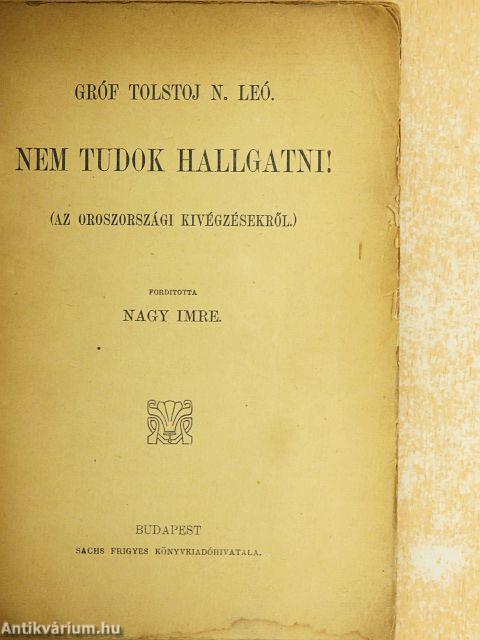 GRÓF TOLSTOJ N. LEÓ.
NEM TUDOK HALLGATNI!
(AZ OROSZORSZÁGI KIVÉGZÉSEKRŐL.)
FORDITOTTA
NAGY IMRE.
BUDAPEST
SACHS FRIGYES KÖNYVKIADÓHIVATALA.
Antikvárium.hu